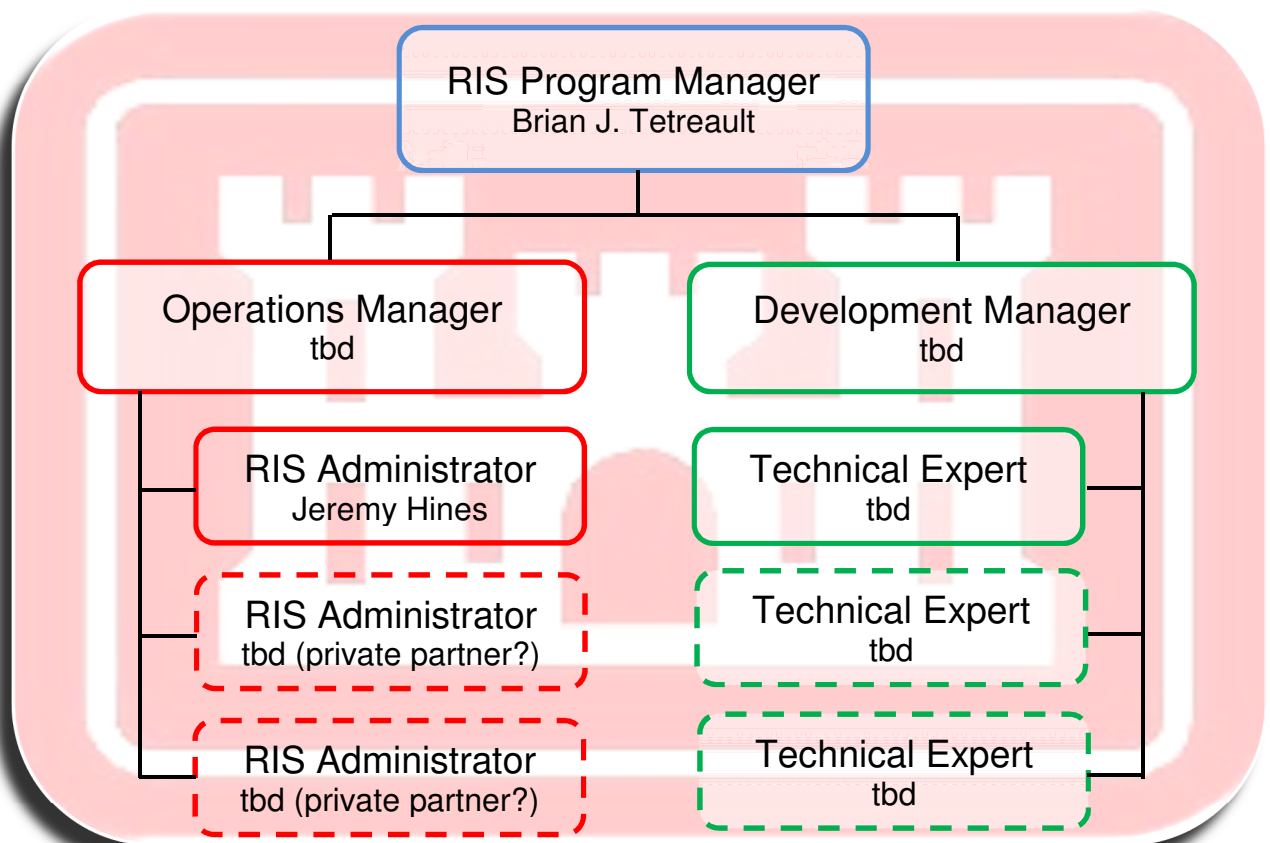 RIS Program Manager
Brian J. Tetreault
Operations Manager
tbd
Development Manager
tbd
RIS Administrator
Jeremy Hines
Technical Expert
tbd
RIS Administrator
tbd (private partner?)
Technical Expert
tbd
RIS Administrator
tbd (private partner?)
Technical Expert
tbd